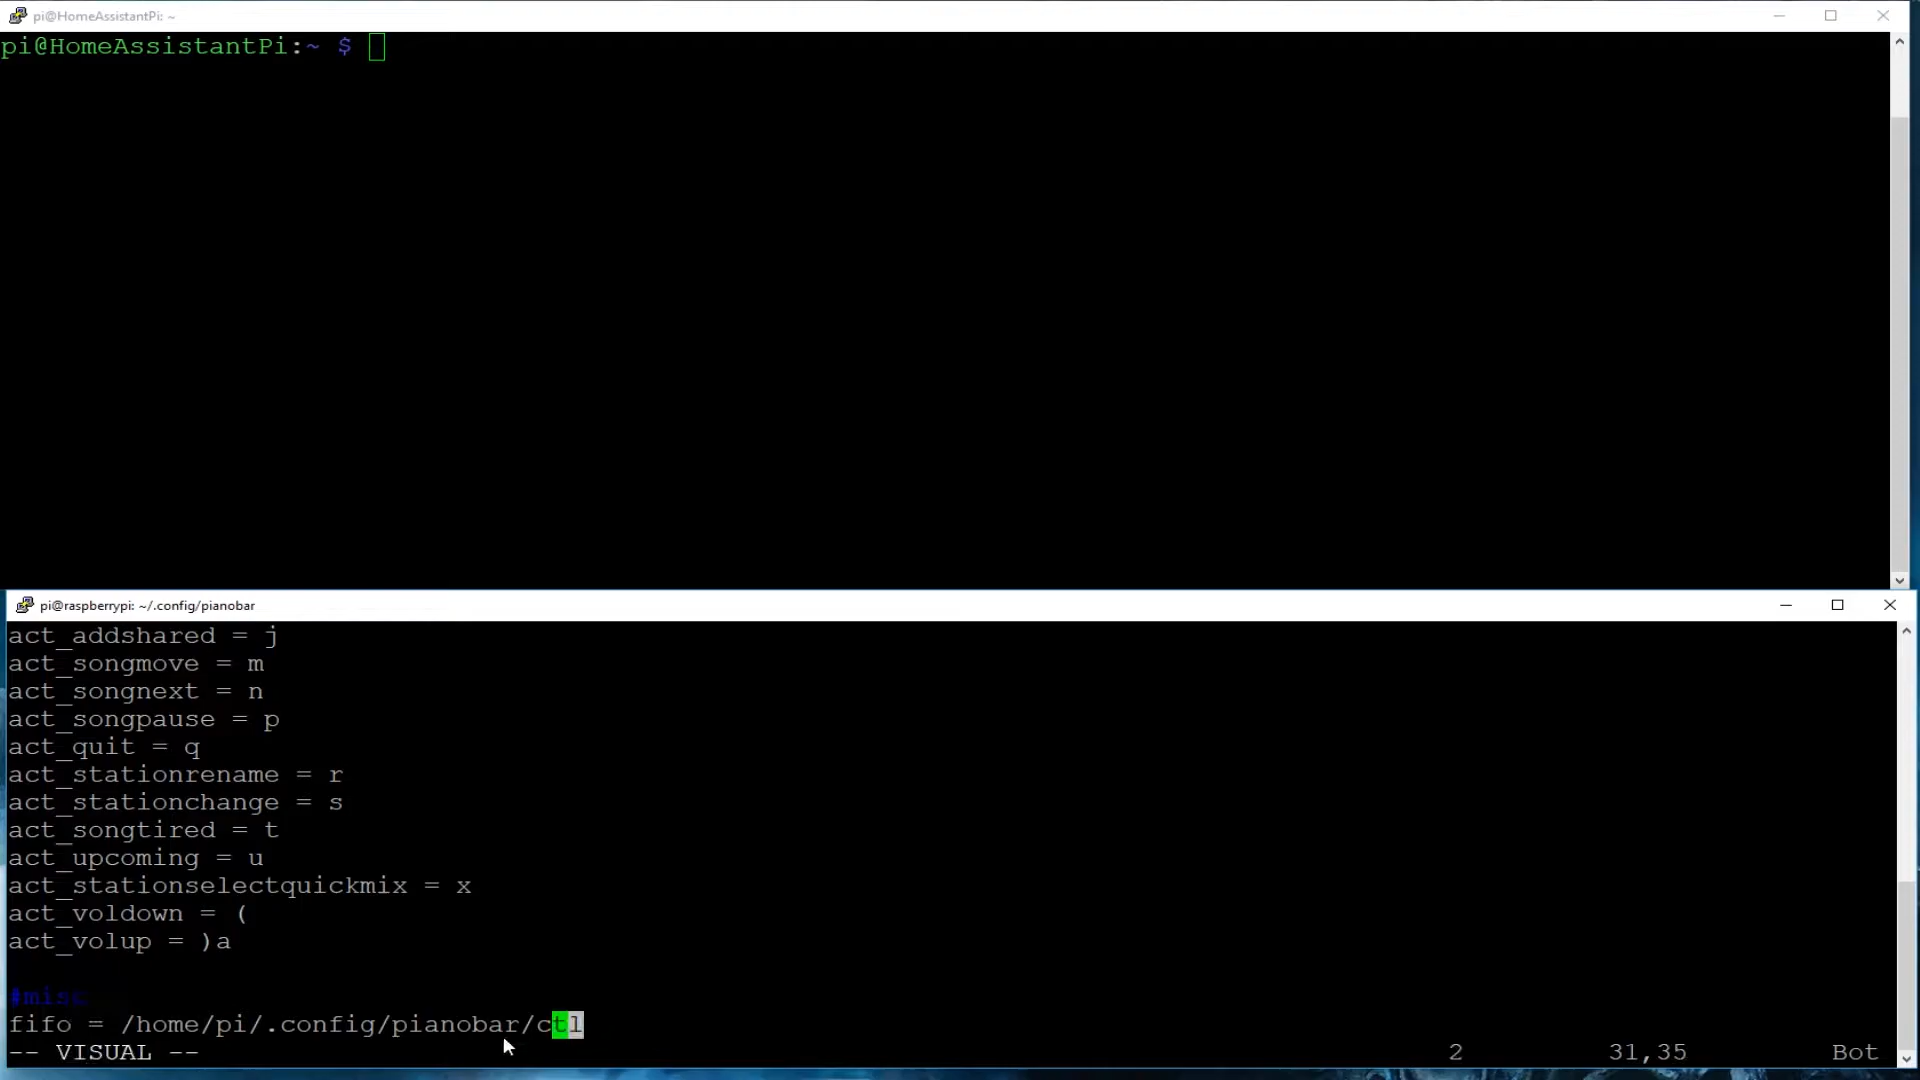 pi@HomeAssistantPi: ~
pi@HomeAssistantPi:~ $
pi@raspberrypi: ~/.config/pianobar
act_addshared = j
act_songmove = m
act_songnext = n
act_songpause = p
act_quit = q
act_stationrename = r
act_stationchange = s
act_songtired = t
act_upcoming = u
act_stationselectquickmix = x
act_voldown = (
act_volup = )a
#misc
fifo = /home/pi/.config/pianobar/ctl
-- VISUAL -- 2 31,35 Bot